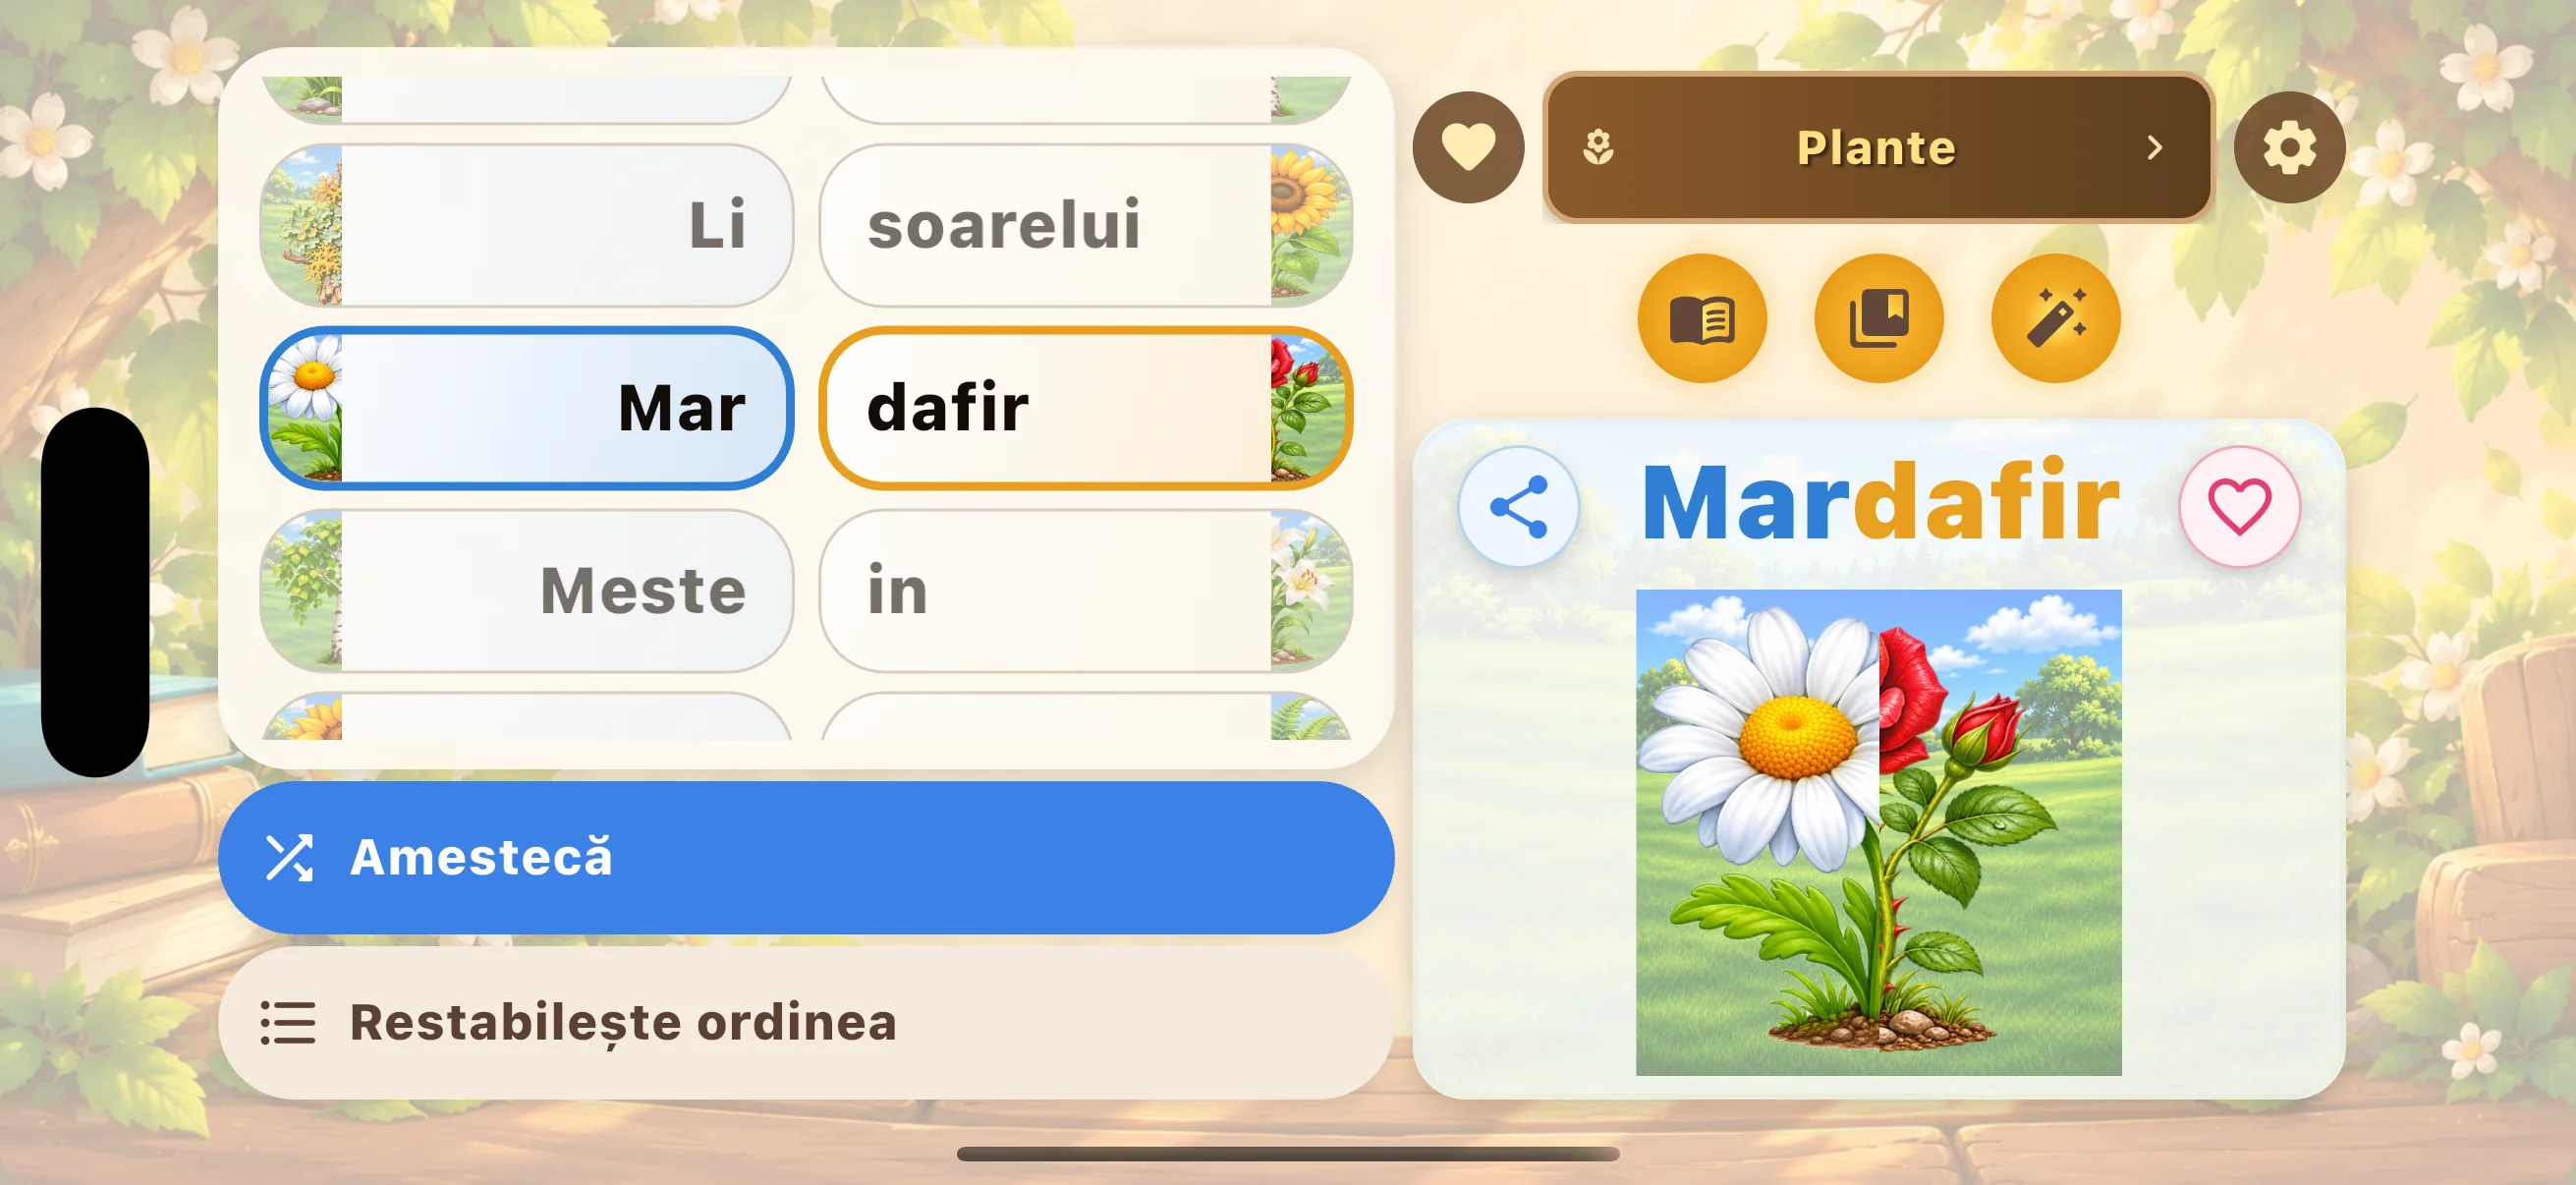 Li
soarelui
Mar
dafir
Meste
in
Amestecă
Restabilește ordinea
Plante
Mardafir